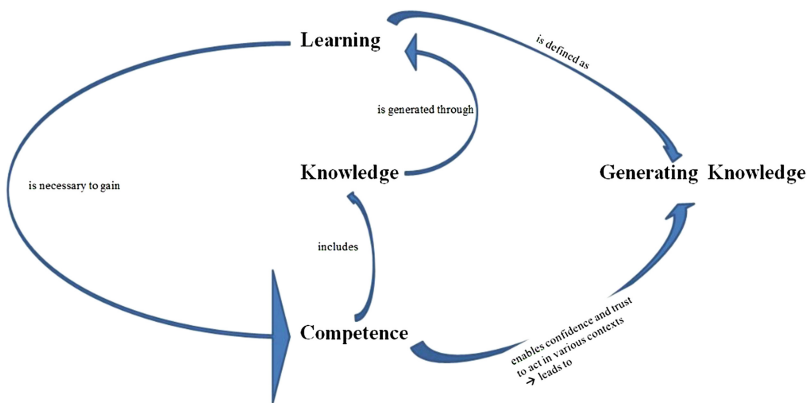 Learning
is defined as
is generated through
Knowledge
Generating Knowledge
is necessary to gain
includes
Competence
enables confidence and trust
to act in various contexts
→ leads to